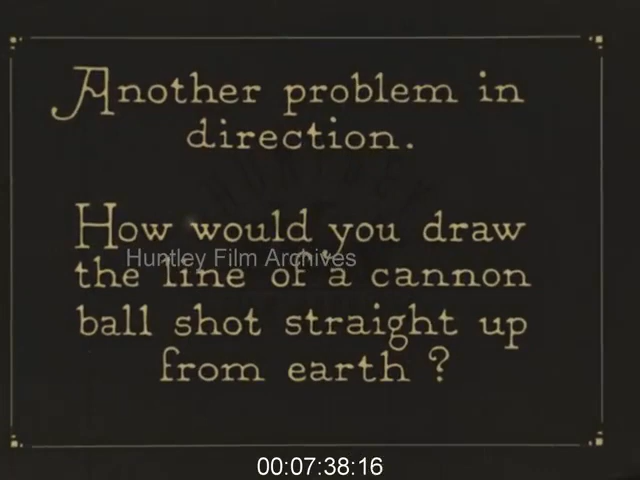 Another problem in
direction.
How would you draw
Huntley Film Archives
the line of a cannon
ball shot straight up
from earth ?
00:07:38:16